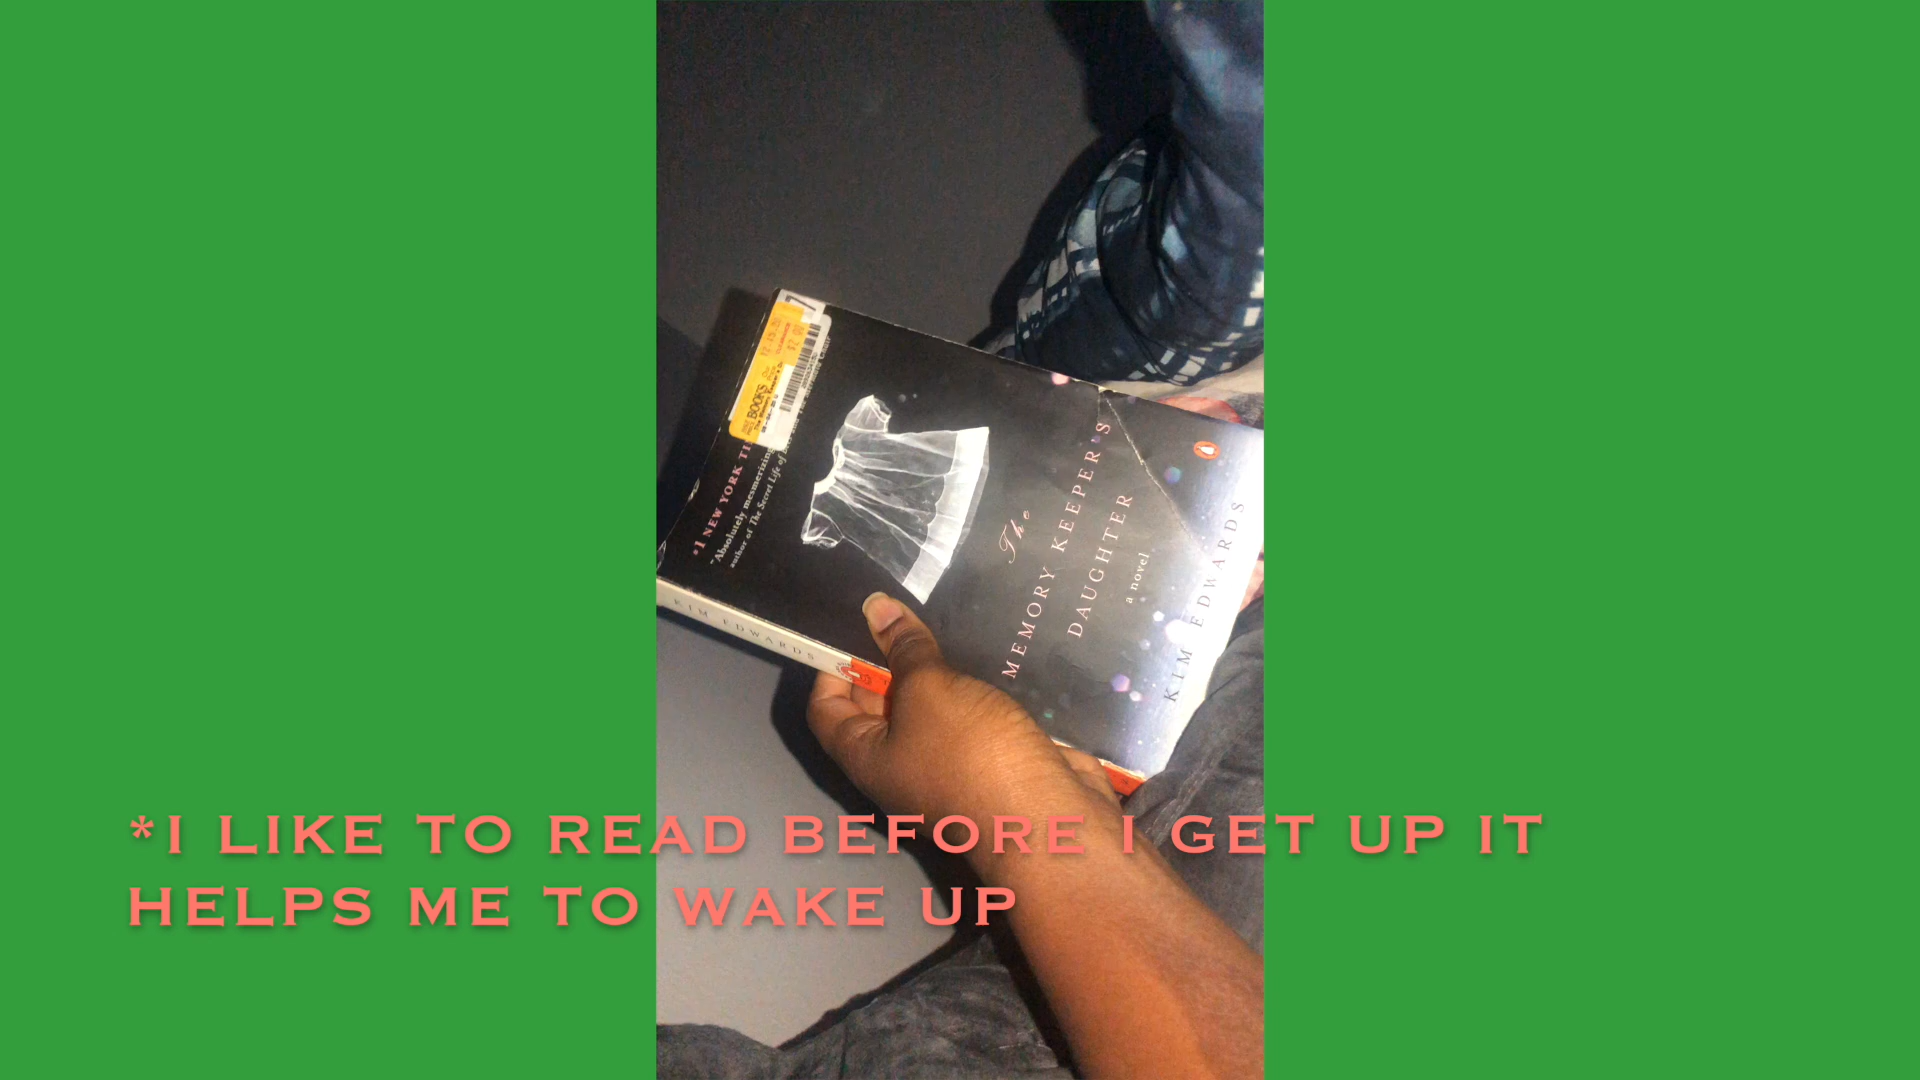 #1 NEW YORK TI
"Absolutely mesmerizing
author of The Secret Life of
BOOKS
The
MEMORY KEEPER'S
DAUGHTER
a novel
KIM EDWARDS
KIM EDWARDS
*I LIKE TO READ BEFORE I GET UP IT
HELPS ME TO WAKE UP